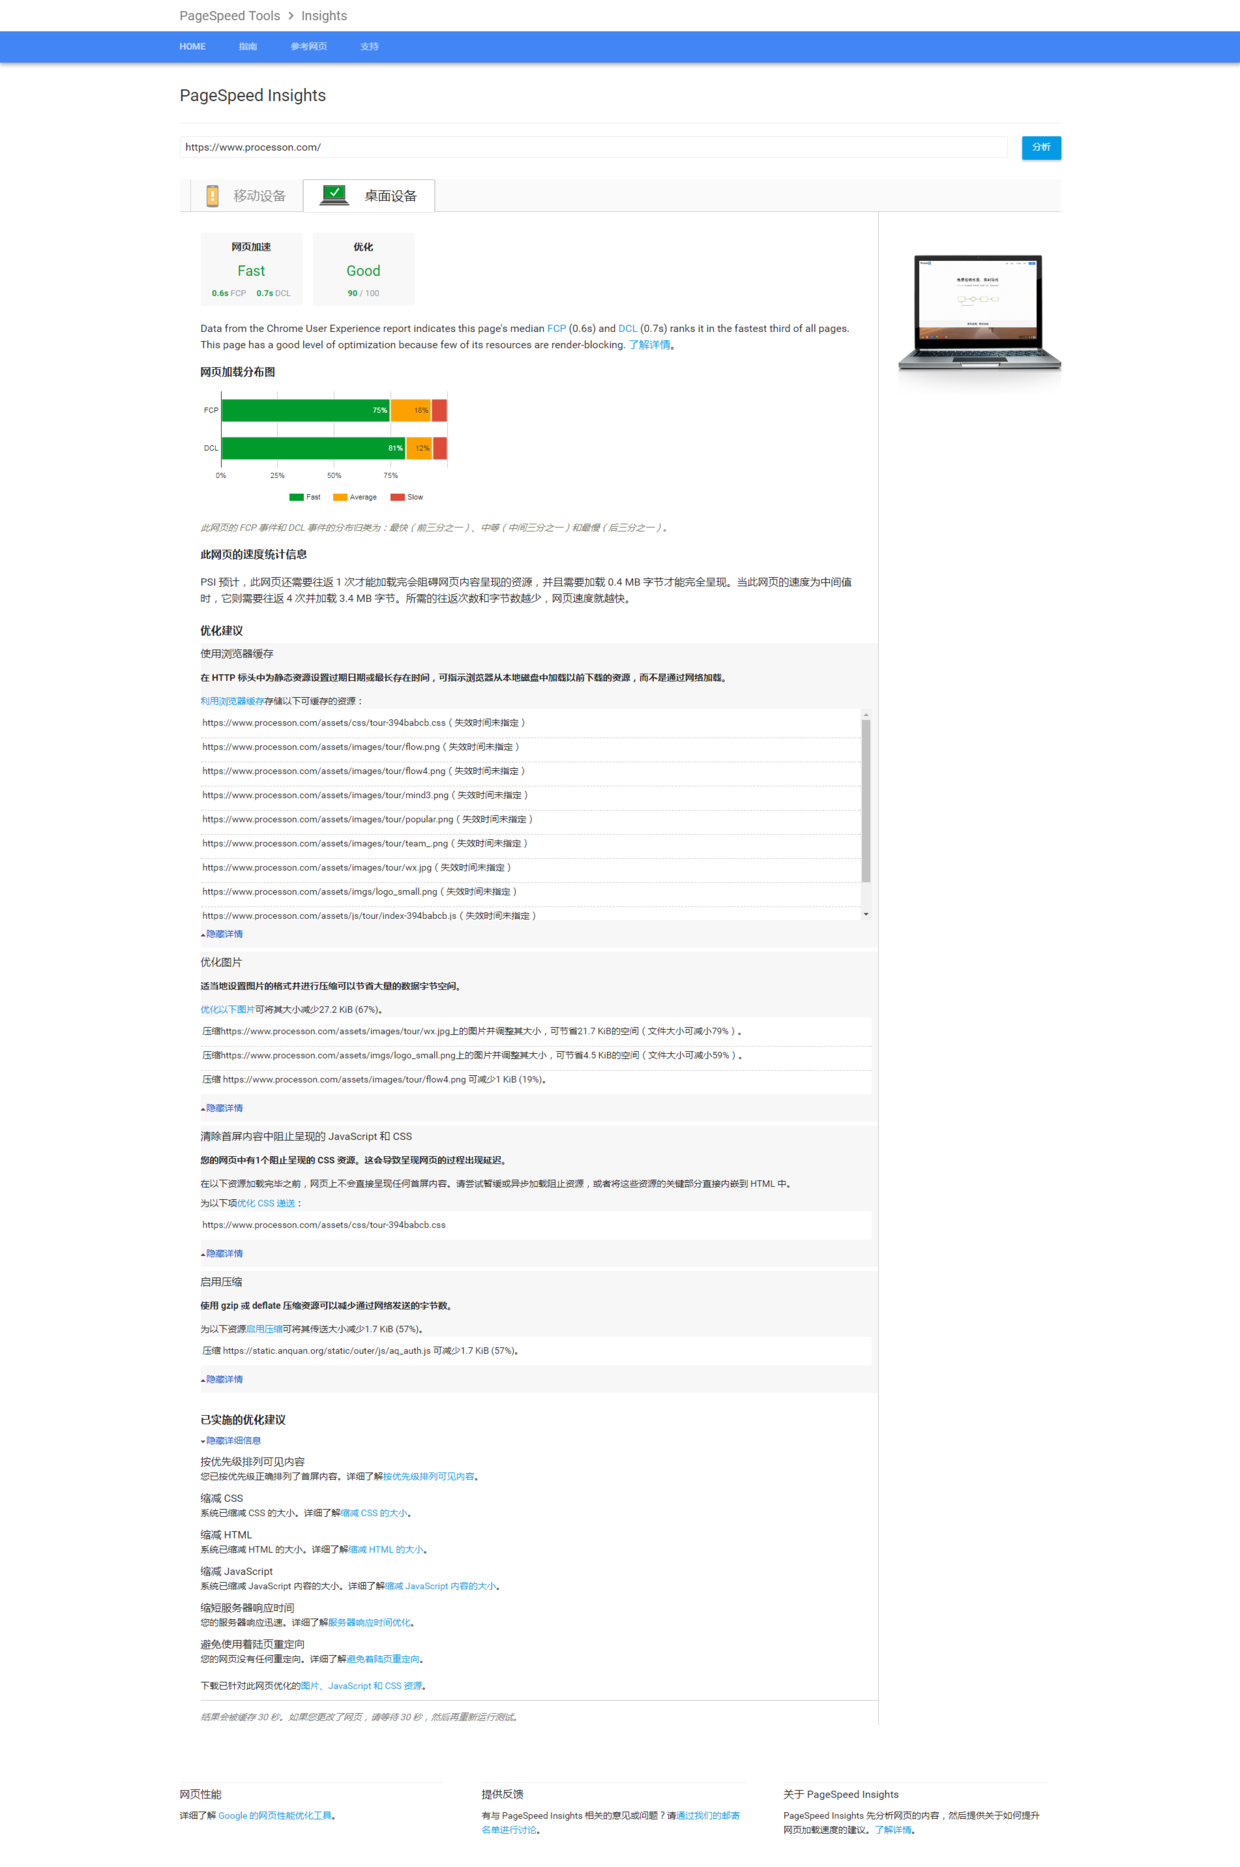 PageSpeed Tools > Insights
HOME 指南 参考网页 支持
PageSpeed Insights
https://www.processon.com/
分析
移动设备 桌面设备
网页加速
Fast
0.6s FCP 0.7s DCL
优化
Good
90 / 100
Data from the Chrome User Experience report indicates this page's median FCP (0.6s) and DCL (0.7s) ranks it in the fastest third of all pages.
This page has a good level of optimization because few of its resources are render-blocking. 了解详情。
网页加载分布图
FCP 75% 18%
DCL 81% 12%
0% 25% 50% 75%
Fast Average Slow
此网页的 FCP 事件和 DCL 事件的分布归类为：最快（前三分之一）、中等（中间三分之一）和最慢（后三分之一）。
此网页的速度统计信息
PSI 预计，此网页还需要往返 1 次才能加载完会阻碍网页内容呈现的资源，并且需要加载 0.4 MB 字节才能完全呈现。当此网页的速度为中间值
时，它则需要往返 4 次并加载 3.4 MB 字节。所需的往返次数和字节数越少，网页速度就越快。
优化建议
使用浏览器缓存
在 HTTP 标头中为静态资源设置过期日期或最长存在时间，可指示浏览器从本地磁盘中加载以前下载的资源，而不是通过网络加载。
利用浏览器缓存存储以下可缓存的资源：
https://www.processon.com/assets/css/tour-394babcb.css（失效时间未指定）
https://www.processon.com/assets/images/tour/flow.png（失效时间未指定）
https://www.processon.com/assets/images/tour/flow4.png（失效时间未指定）
https://www.processon.com/assets/images/tour/mind3.png（失效时间未指定）
https://www.processon.com/assets/images/tour/popular.png（失效时间未指定）
https://www.processon.com/assets/images/tour/team_.png（失效时间未指定）
https://www.processon.com/assets/images/tour/wx.jpg（失效时间未指定）
https://www.processon.com/assets/imgs/logo_small.png（失效时间未指定）
https://www.processon.com/assets/js/tour/index-394babcb.js（失效时间未指定）
隐藏详情
优化图片
适当地设置图片的格式并进行压缩可以节省大量的数据字节空间。
优化以下图片可将其大小减少27.2 KiB (67%)。
压缩https://www.processon.com/assets/images/tour/wx.jpg上的图片并调整其大小，可节省21.7 KiB的空间（文件大小可减小79%）。
压缩https://www.processon.com/assets/imgs/logo_small.png上的图片并调整其大小，可节省4.5 KiB的空间（文件大小可减小59%）。
压缩 https://www.processon.com/assets/images/tour/flow4.png 可减少1 KiB (19%)。
隐藏详情
清除首屏内容中阻止呈现的 JavaScript 和 CSS
您的网页中有1个阻止呈现的 CSS 资源。这会导致呈现网页的过程出现延迟。
在以下资源加载完毕之前，网页上不会直接呈现任何首屏内容。请尝试暂缓或异步加载阻止资源，或者将这些资源的关键部分直接内嵌到 HTML 中。
为以下项优化 CSS 递送：
https://www.processon.com/assets/css/tour-394babcb.css
隐藏详情
启用压缩
使用 gzip 或 deflate 压缩资源可以减少通过网络发送的字节数。
为以下资源启用压缩可将其传送大小减少1.7 KiB (57%)。
压缩 https://static.anquan.org/static/outer/js/aq_auth.js 可减少1.7 KiB (57%)。
隐藏详情
已实施的优化建议
隐藏详细信息
按优先级排列可见内容
您已按优先级正确排列了首屏内容。详细了解按优先级排列可见内容。
缩减 CSS
系统已缩减 CSS 的大小。详细了解缩减 CSS 的大小。
缩减 HTML
系统已缩减 HTML 的大小。详细了解缩减 HTML 的大小。
缩减 JavaScript
系统已缩减 JavaScript 内容的大小。详细了解缩减 JavaScript 内容的大小。
缩短服务器响应时间
您的服务器响应迅速。详细了解服务器响应时间优化。
避免使用着陆页重定向
您的网页没有任何重定向。详细了解避免着陆页重定向。
下载已针对此网页优化的图片、JavaScript 和 CSS 资源。
结果会被缓存 30 秒。如果您更改了网页，请等待 30 秒，然后再重新运行测试。
网页性能
详细了解 Google 的网页性能优化工具。
提供反馈
有与 PageSpeed Insights 相关的意见或问题？请通过我们的邮寄
名单进行讨论。
关于 PageSpeed Insights
PageSpeed Insights 先分析网页的内容，然后提供关于如何提升
网页加载速度的建议。了解详情。